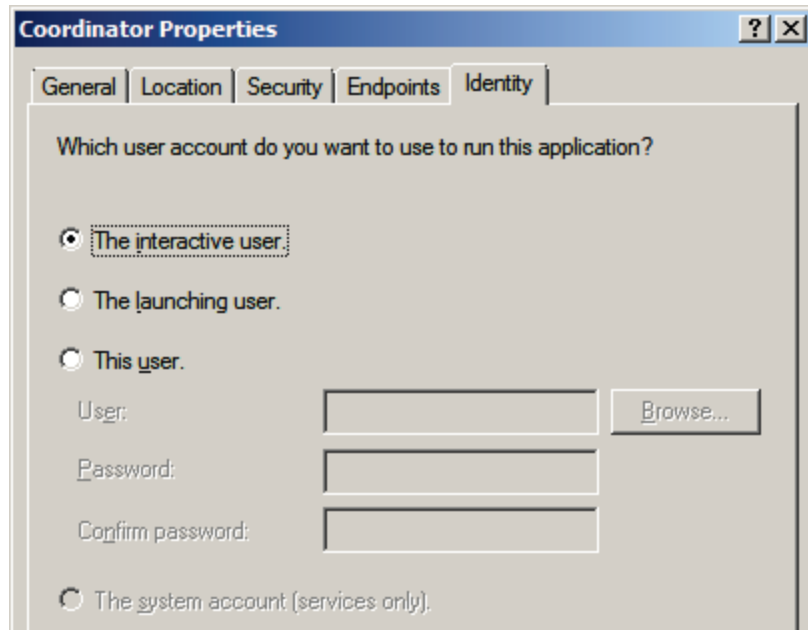 Coordinator Properties
General Location Security Endpoints Identity
Which user account do you want to use to run this application?
The interactive user.
The launching user.
This user.
User:
Browse...
Password:
Confirm password:
The system account (services only).